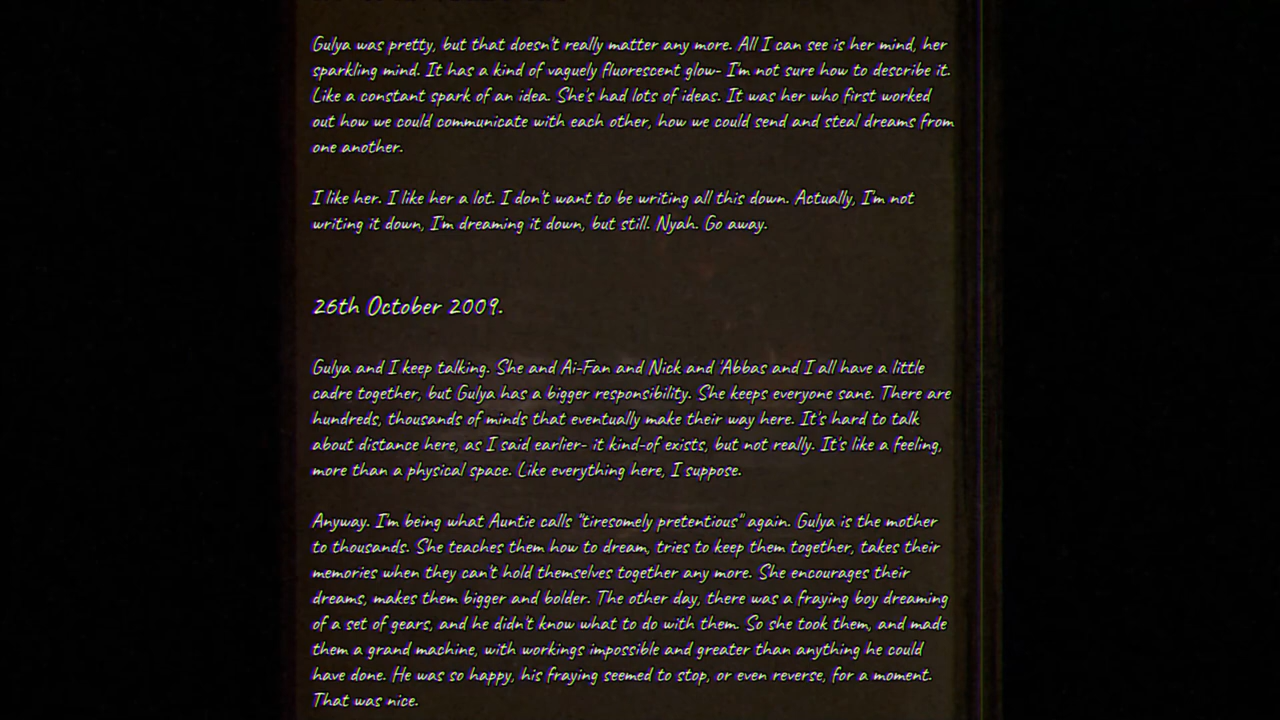 Gulya was pretty, but that doesn't really matter any more. All I can see is her mind, her
sparkling mind. It has a kind of vaguely fluorescent glow- I'm not sure how to describe it.
Like a constant spark of an idea. She's had lots of ideas. It was her who first worked
out how we could communicate with each other, how we could send and steal dreams from
one another.
I like her. I like her a lot. I don't want to be writing all this down. Actually, I'm not
writing it down, I'm dreaming it down, but still. Nyah. Go away.
26th October 2009.
Gulya and I keep talking. She and Ai-Fan and Nick and 'Abbas and I all have a little
cadre together, but Gulya has a bigger responsibility. She keeps everyone sane. There are
hundreds, thousands of minds that eventually make their way here. It's hard to talk
about distance here, as I said earlier- it kind-of exists, but not really. It's like a feeling,
more than a physical space. Like everything here, I suppose.
Anyway. I'm being what Auntie calls "tiresomely pretentious" again. Gulya is the mother
to thousands. She teaches them how to dream, tries to keep them together, takes their
memories when they can't hold themselves together any more. She encourages their
dreams, makes them bigger and bolder. The other day, there was a fraying boy dreaming
of a set of gears, and he didn't know what to do with them. So she took them, and made
them a grand machine, with workings impossible and greater than anything he could
have done. He was so happy, his fraying seemed to stop, or even reverse, for a moment.
That was nice.